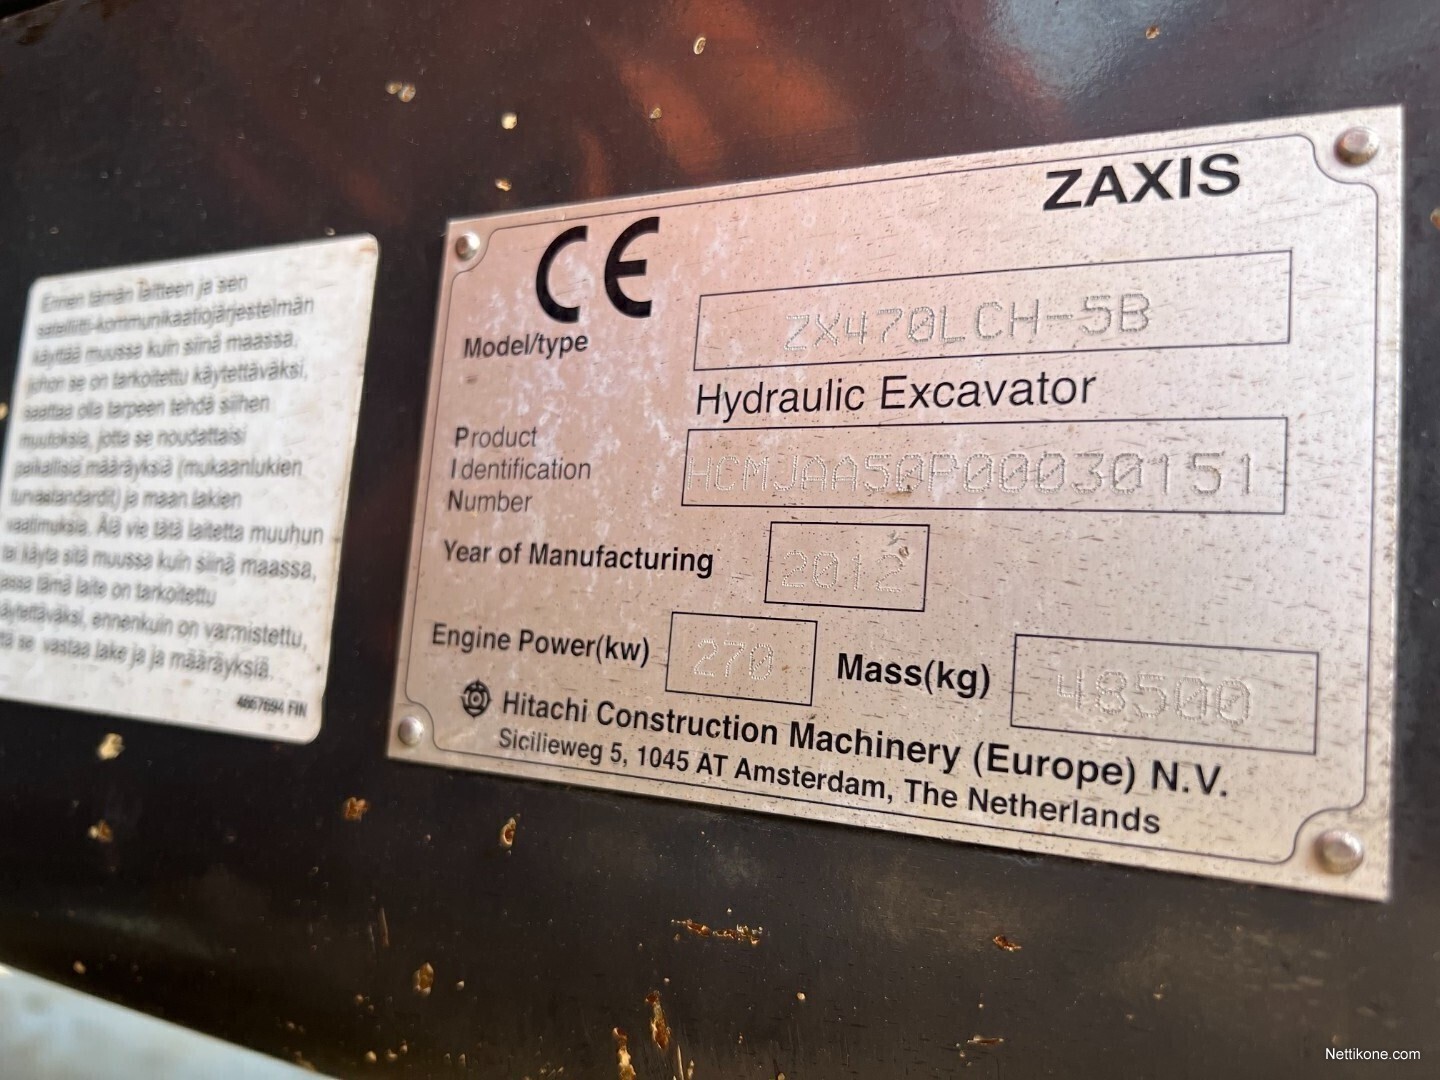 Ennen tämän laitteen ja sen
satelliitti-kommunikaatiojärjestelmän
käyttää muussa kuin siinä maassa,
johon se on tarkoitettu käytettäväksi,
saattaa olla tarpeen tehdä siihen
muutoksia, jotta se noudattaisi
paikallisia määräyksiä (mukaanlukien
turvastandardit) ja maan lakien
vaatimuksia. Älä vie tätä laitetta muuhun
tai käytä sitä muussa kuin siinä maassa,
jossa tämä laite on tarkoitettu
käytettäväksi, ennenkuin on varmistettu,
että se vastaa lake ja ja määräyksiä.
4667694 FIN
ZAXIS
CE
Model/type ZX470LCH-5B
Hydraulic Excavator
Product
Identification
Number
HCMJAA50P00030151
Year of Manufacturing 2012
Engine Power(kw) 270 Mass(kg) 48500
Hitachi Construction Machinery (Europe) N.V.
Sicilieweg 5, 1045 AT Amsterdam, The Netherlands
Nettikone.com